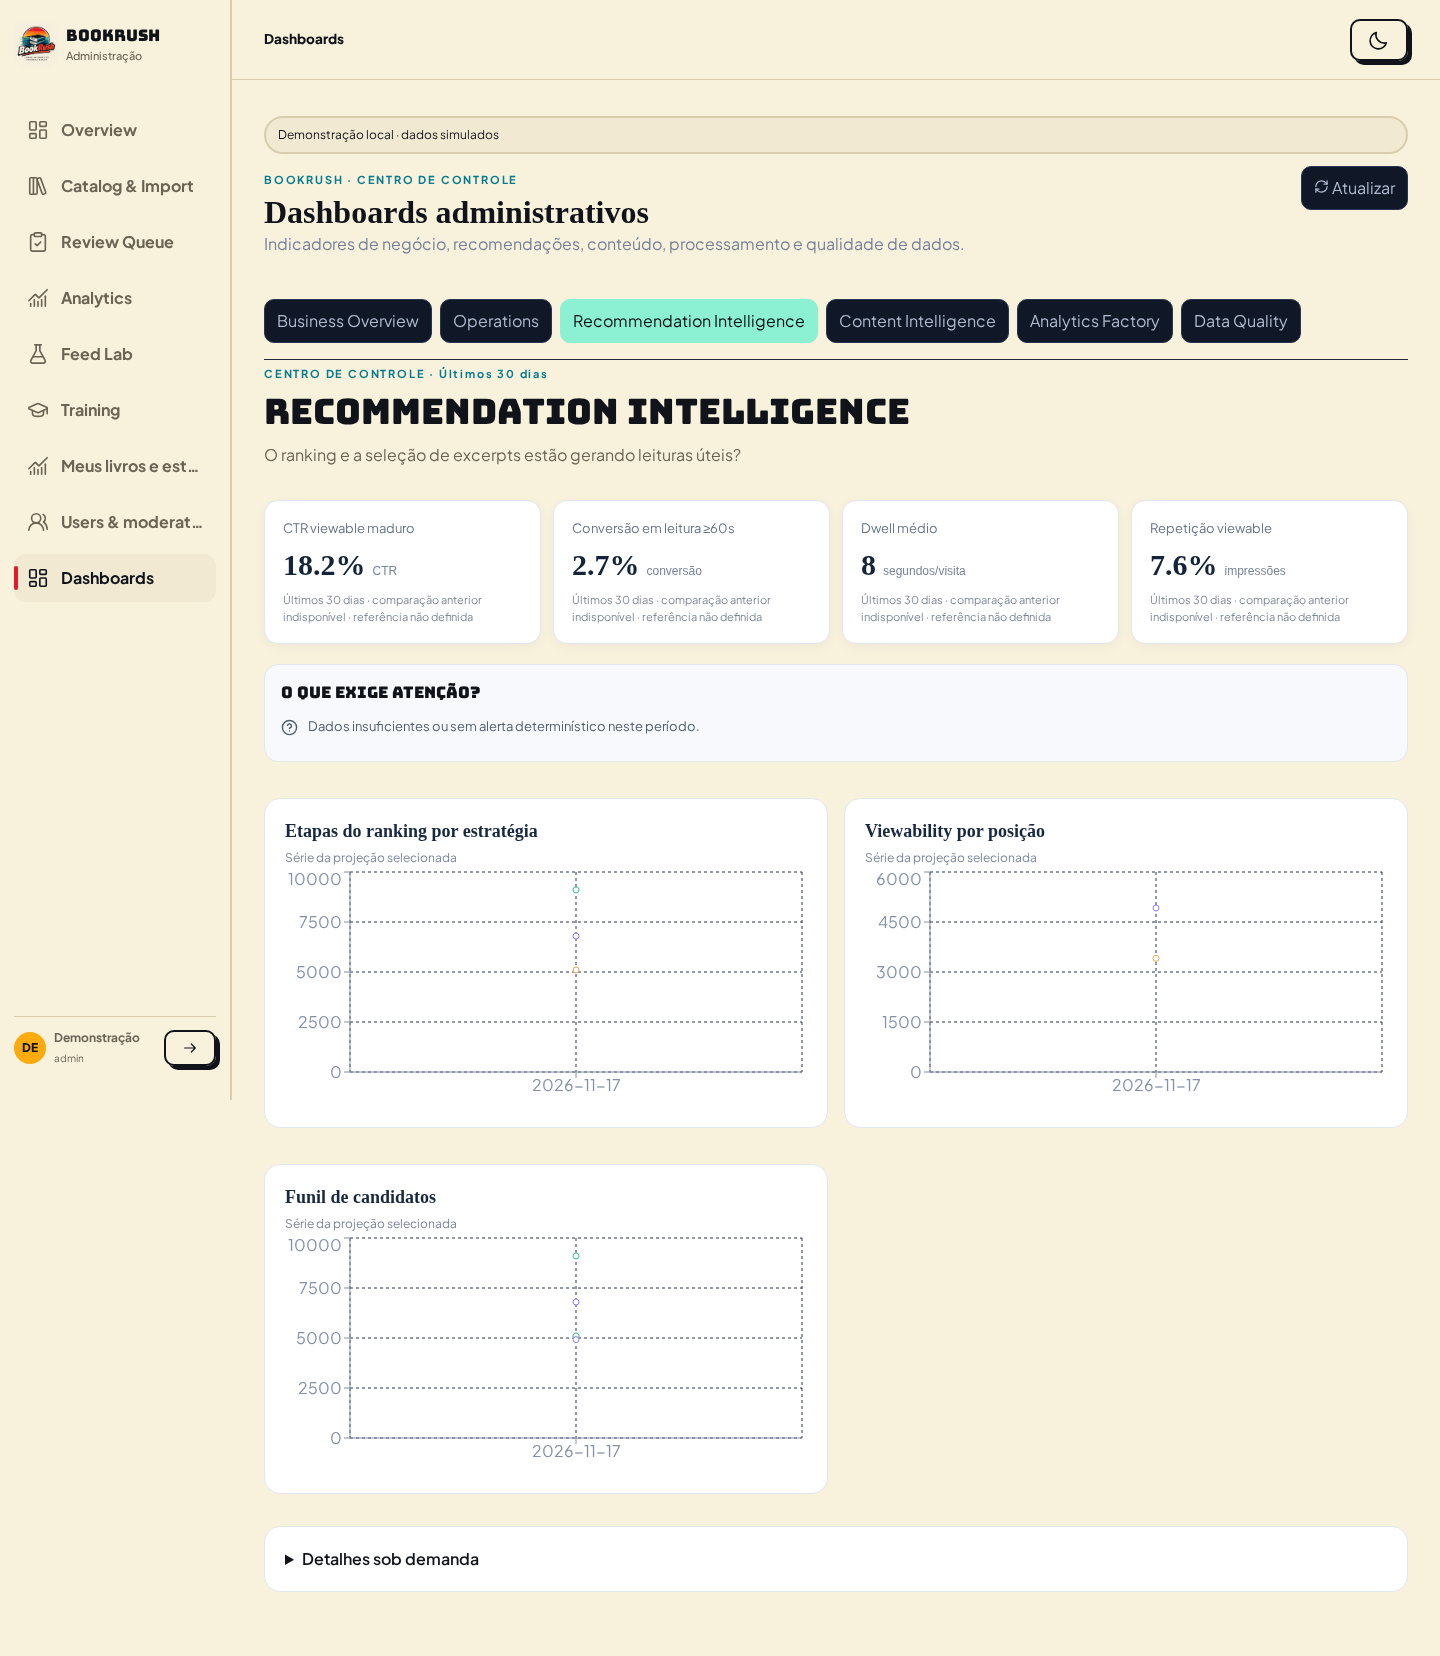 BOOKRUSH
Administração
Overview
Catalog & Import
Review Queue
Analytics
Feed Lab
Training
Meus livros e est…
Users & moderat…
Dashboards
DE
Demonstração
admin
Dashboards
Demonstração local · dados simulados
BOOKRUSH · CENTRO DE CONTROLE
Dashboards administrativos
Indicadores de negócio, recomendações, conteúdo, processamento e qualidade de dados.
Atualizar
Business Overview
Operations
Recommendation Intelligence
Content Intelligence
Analytics Factory
Data Quality
CENTRO DE CONTROLE · Últimos 30 dias
RECOMMENDATION INTELLIGENCE
O ranking e a seleção de excerpts estão gerando leituras úteis?
CTR viewable maduro
18.2% CTR
Últimos 30 dias · comparação anterior
indisponível · referência não definida
Conversão em leitura ≥60s
2.7% conversão
Últimos 30 dias · comparação anterior
indisponível · referência não definida
Dwell médio
8 segundos/visita
Últimos 30 dias · comparação anterior
indisponível · referência não definida
Repetição viewable
7.6% impressões
Últimos 30 dias · comparação anterior
indisponível · referência não definida
O QUE EXIGE ATENÇÃO?
Dados insuficientes ou sem alerta determinístico neste período.
Etapas do ranking por estratégia
Série da projeção selecionada
10000
7500
5000
2500
0
2026-11-17
Viewability por posição
Série da projeção selecionada
6000
4500
3000
1500
0
2026-11-17
Funil de candidatos
Série da projeção selecionada
10000
7500
5000
2500
0
2026-11-17
Detalhes sob demanda